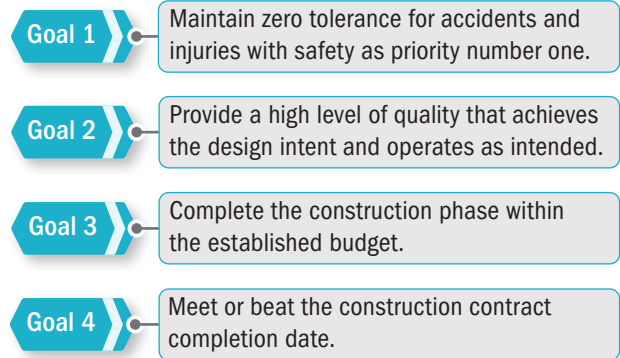 Goal 1
Maintain zero tolerance for accidents and
injuries with safety as priority number one.
Goal 2
Provide a high level of quality that achieves
the design intent and operates as intended.
Goal 3
Complete the construction phase within
the established budget.
Goal 4
Meet or beat the construction contract
completion date.